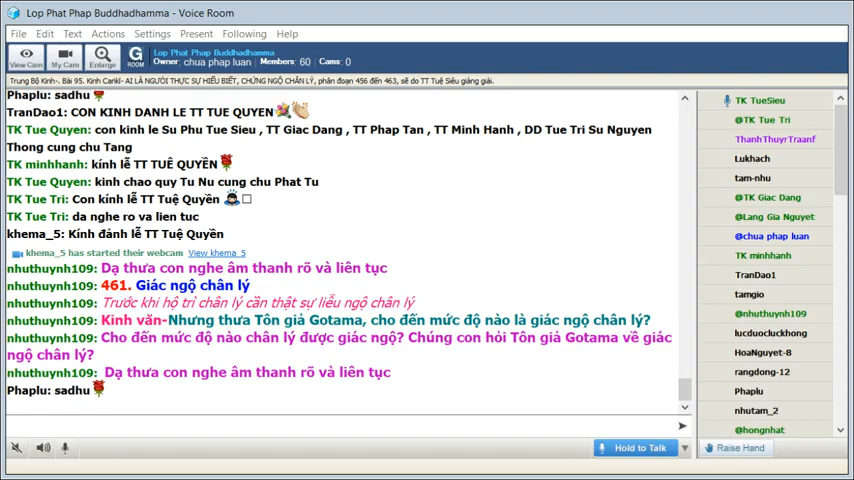 Lop Phat Phap Buddhadhamma - Voice Room
File Edit Text Actions Settings Present Following Help
View Cam My Cam Enlarge G ROOM
Lop Phat Phap Buddhadhamma
Owner: chua phap luan Members: 60 Cams: 0
Trung Bộ Kinh-. Bài 95. Kinh Cankī- AI LÀ NGƯỜI THỰC SỰ HIỂU BIẾT, CHỨNG NGỘ CHÂN LÝ, phân đoạn 456 đến 463, sẽ do TT Tuệ Siêu giảng giải.
Phaplu: sadhu
TranDao1: CON KINH DANH LE TT TUE QUYEN
TK Tue Quyen: con kinh le Su Phu Tue Sieu , TT Giac Dang , TT Phap Tan , TT Minh Hanh , DD Tue Tri Su Nguyen
Thong cung chu Tang
TK minhhanh: kính lễ TT TUÊ QUYỀN
TK Tue Quyen: kinh chao quy Tu Nu cung chu Phat Tu
TK Tue Tri: Con kính lễ TT Tuệ Quyền
TK Tue Tri: da nghe ro va lien tuc
khema_5: Kính đảnh lễ TT Tuệ Quyền
khema_5 has started their webcam View khema_5
nhuthuynh109: Dạ thưa con nghe âm thanh rõ và liên tục
nhuthuynh109: 461. Giác ngộ chân lý
nhuthuynh109: Trước khi hộ trì chân lý cần thật sự liễu ngộ chân lý
nhuthuynh109: Kinh văn-Nhưng thưa Tôn giả Gotama, cho đến mức độ nào là giác ngộ chân lý?
nhuthuynh109: Cho đến mức độ nào chân lý được giác ngộ? Chúng con hỏi Tôn giả Gotama về giác
ngộ chân lý?
nhuthuynh109: Dạ thưa con nghe âm thanh rõ và liên tục
Phaplu: sadhu
Hold to Talk
Raise Hand
TK TueSieu
@TK Tue Tri
ThanhThuyrTraanf
Lukhach
tam-nhu
@TK Giac Dang
@Lang Gia Nguyet
@chua phap luan
TK minhhanh
TranDao1
tamgio
@nhuthuynh109
lucduocluckhong
HoaNguyet-8
rangdong-12
Phaplu
nhutam_2
@hongnhat